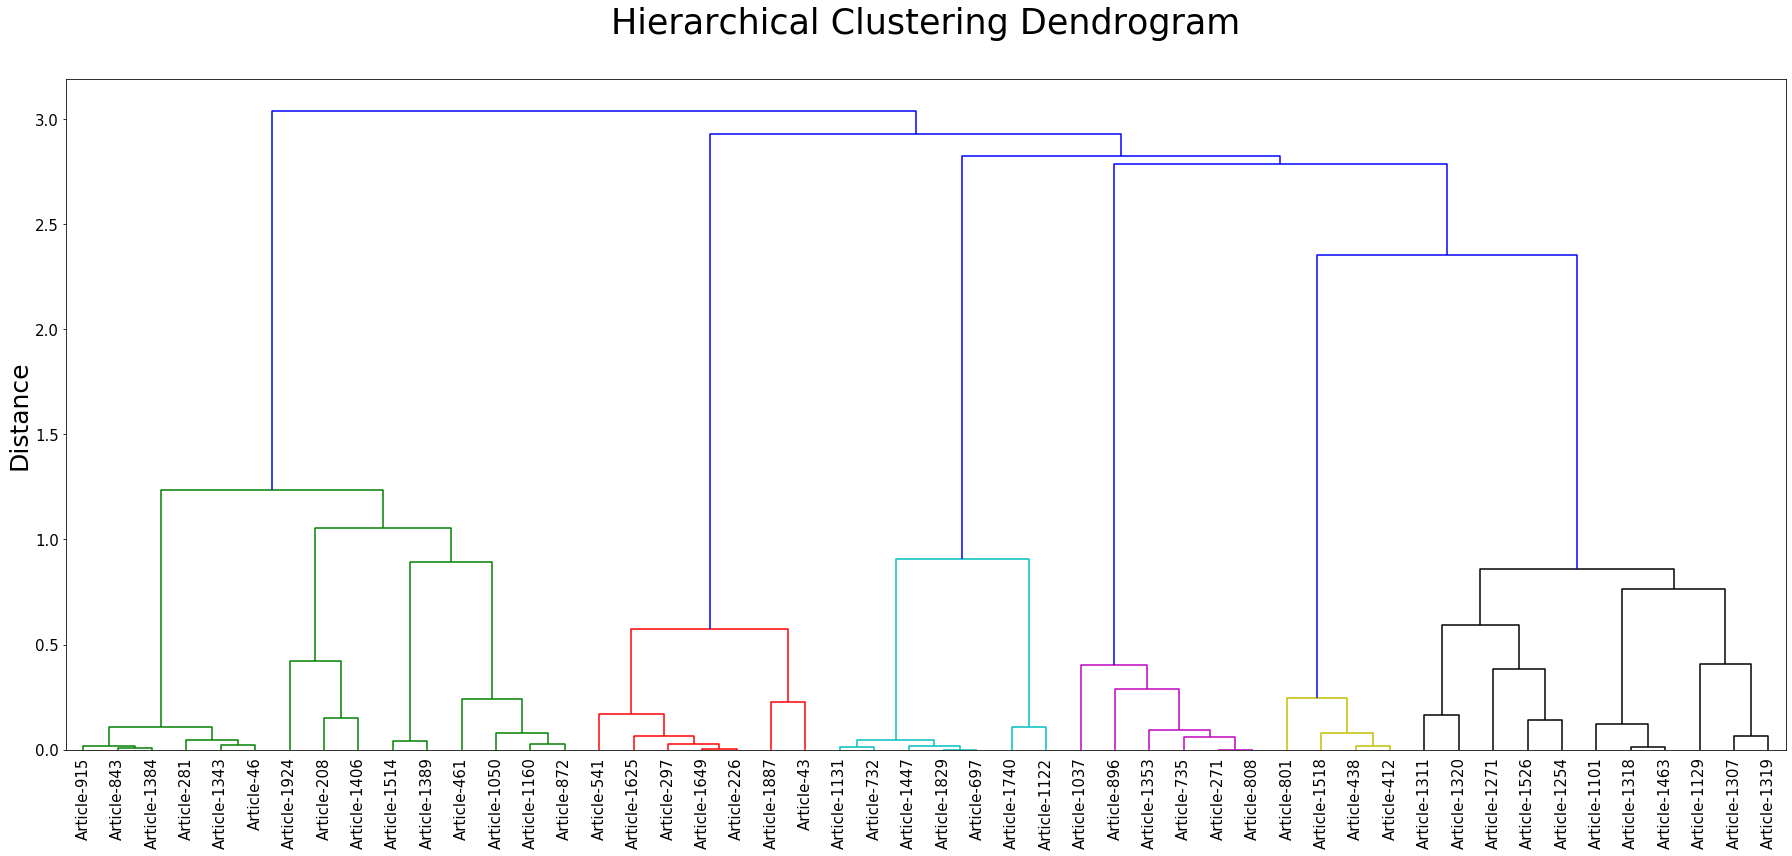 Hierarchical Clustering Dendrogram
Distance
3.0
2.5
2.0
1.5
1.0
0.5
0.0
Article-915
Article-843
Article-1384
Article-281
Article-1343
Article-46
Article-1924
Article-208
Article-1406
Article-1514
Article-1389
Article-461
Article-1050
Article-1160
Article-872
Article-541
Article-1625
Article-297
Article-1649
Article-226
Article-1887
Article-43
Article-1131
Article-732
Article-1447
Article-1829
Article-697
Article-1740
Article-1122
Article-1037
Article-896
Article-1353
Article-735
Article-271
Article-808
Article-801
Article-1518
Article-438
Article-412
Article-1311
Article-1320
Article-1271
Article-1526
Article-1254
Article-1101
Article-1318
Article-1463
Article-1129
Article-1307
Article-1319